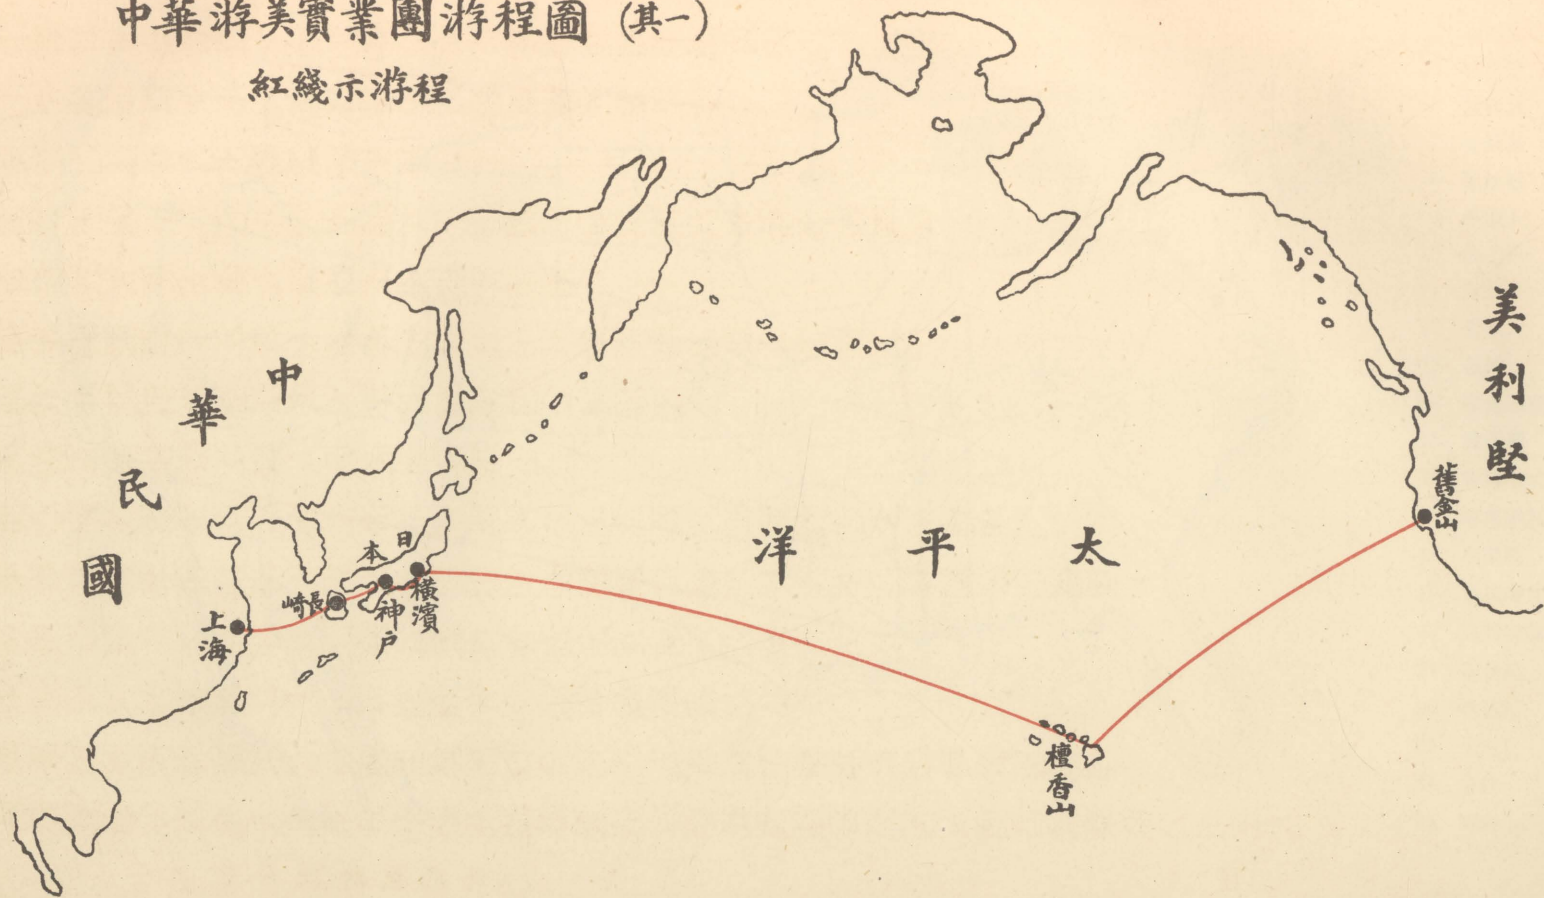 中華游美實業團游程圖（其一）
紅綫示游程
中華民國
日本
上海
長崎
神戶
橫濱
太平洋
檀香山
美利堅
舊金山